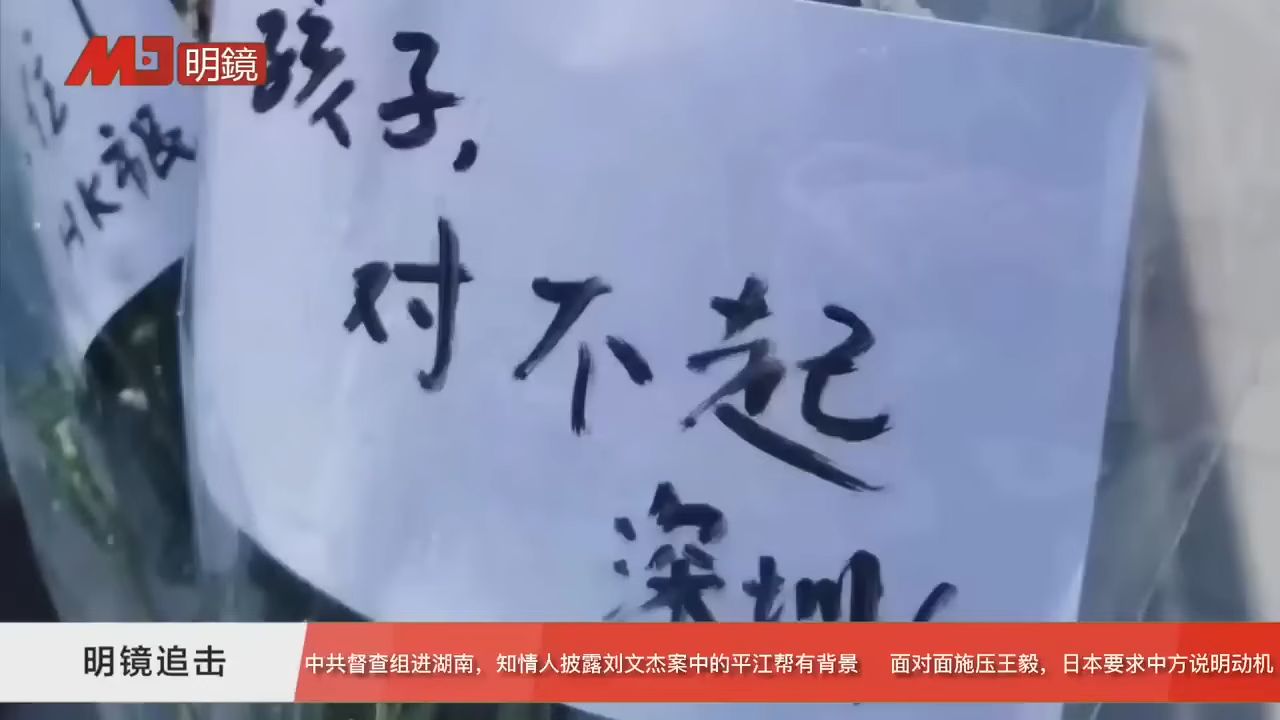 明鏡
孩子,
对不起
深圳
HK市民
明镜追击
中共督查组进湖南，知情人披露刘文杰案中的平江帮有背景 面对面施压王毅，日本要求中方说明动机